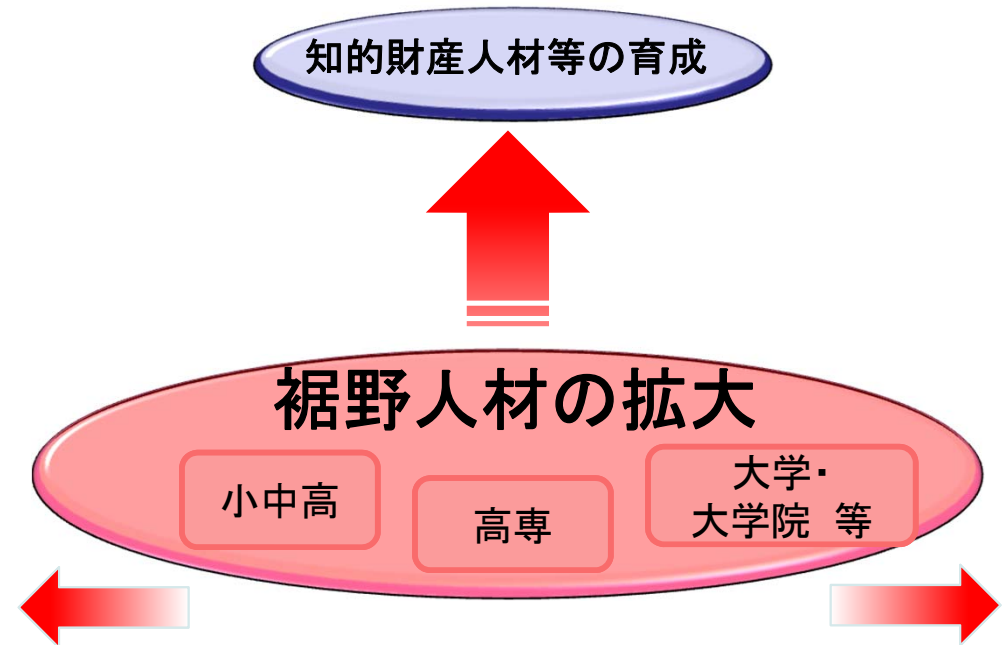 知的財産人材等の育成
裾野人材の拡大
小中高
高専
大学・
大学院　等